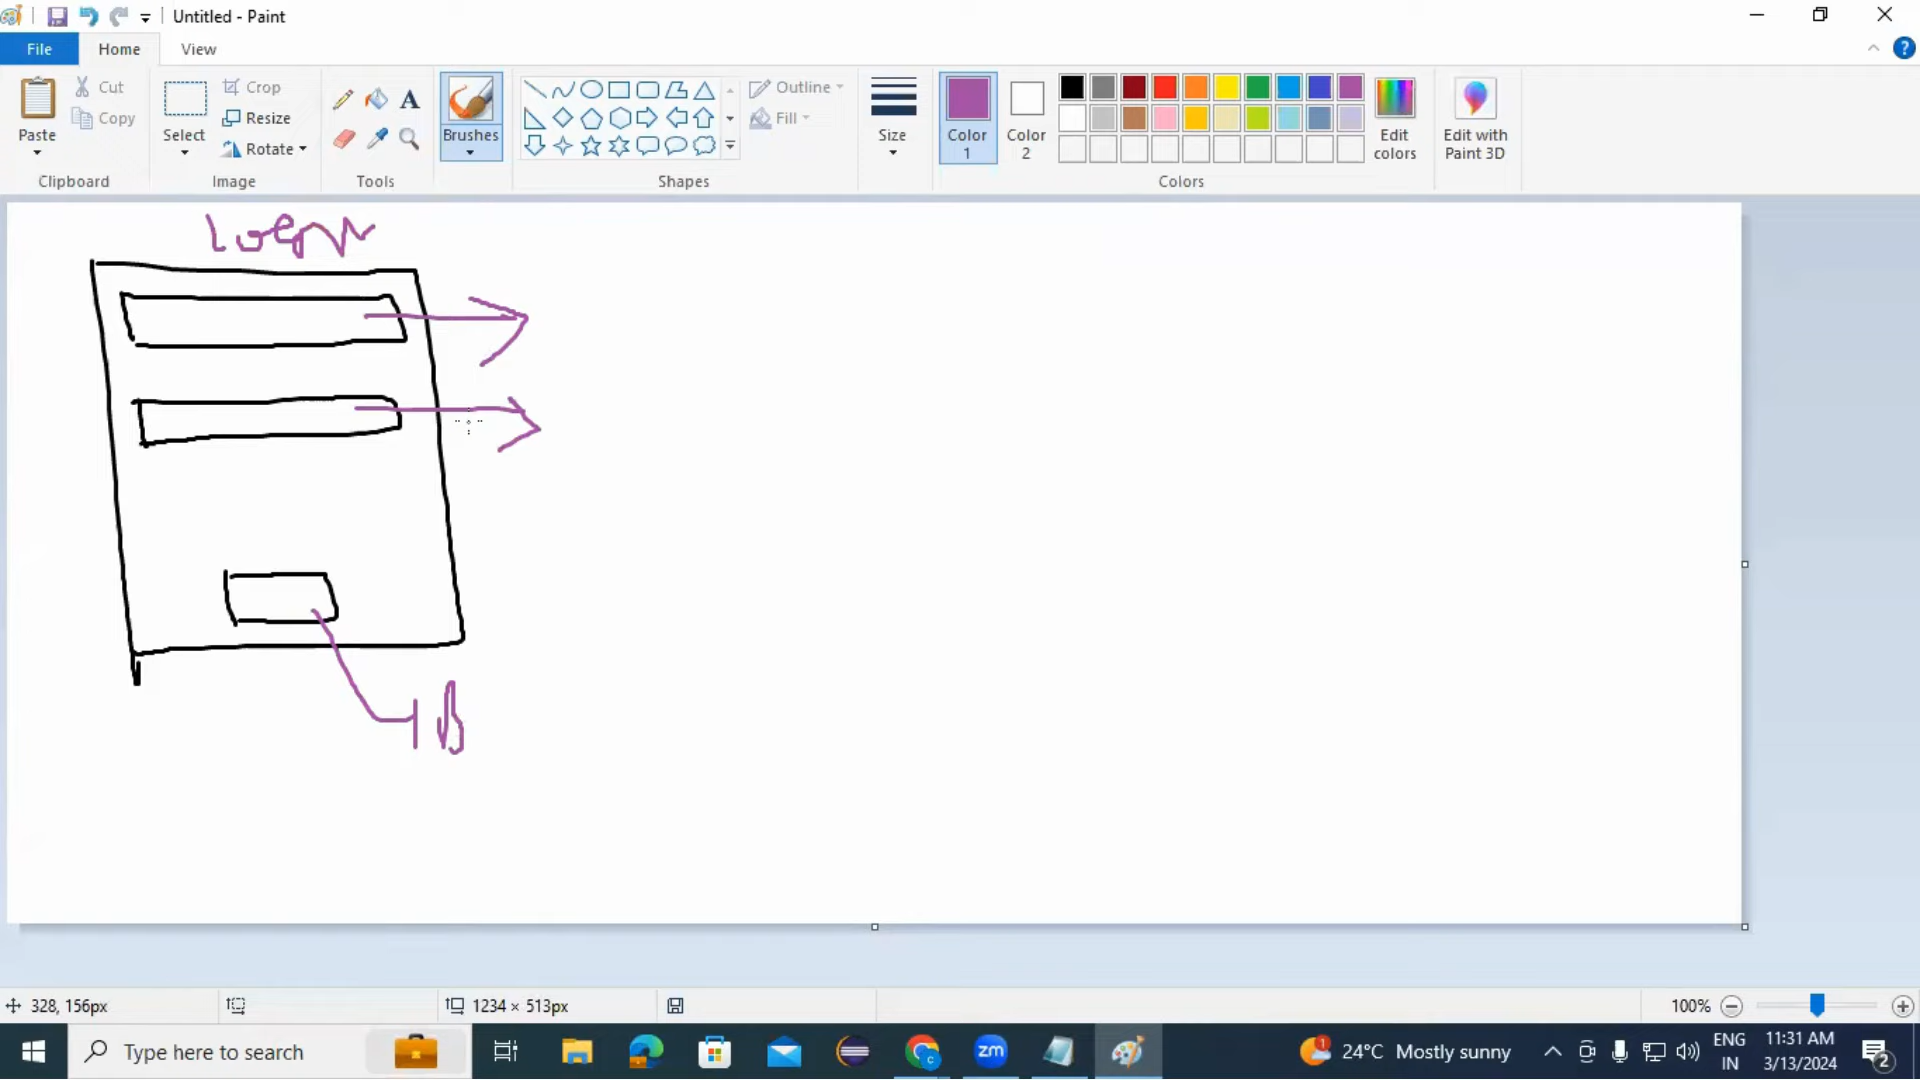 Untitled - Paint
File
Home
View
Paste
Cut
Copy
Clipboard
Select
Crop
Resize
Rotate
Image
Tools
Brushes
Shapes
Outline
Fill
Size
Color 1
Color 2
Edit colors
Edit with Paint 3D
Colors
328, 156px
1234 × 513px
100%
Type here to search
zm
24°C Mostly sunny
ENG
IN
11:31 AM
3/13/2024
2